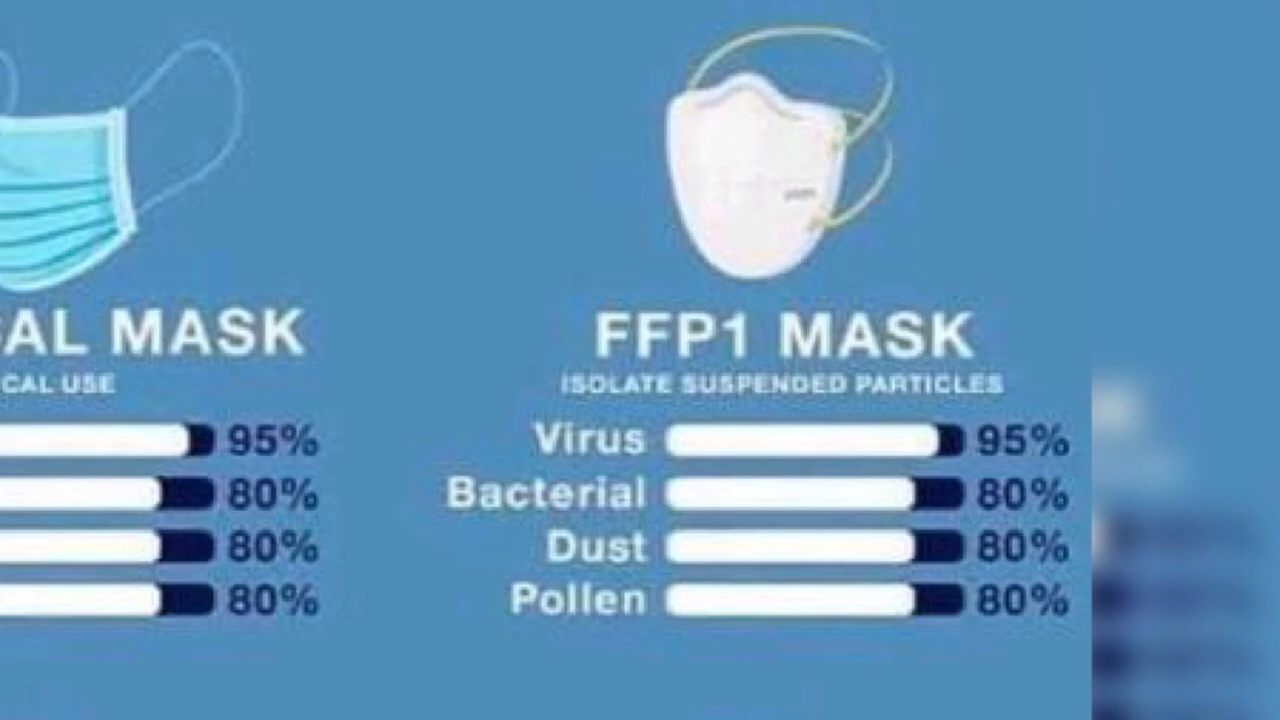 CAL MASK
CAL USE
95%
80%
80%
80%
FFP1 MASK
ISOLATE SUSPENDED PARTICLES
Virus 95%
Bacterial 80%
Dust 80%
Pollen 80%